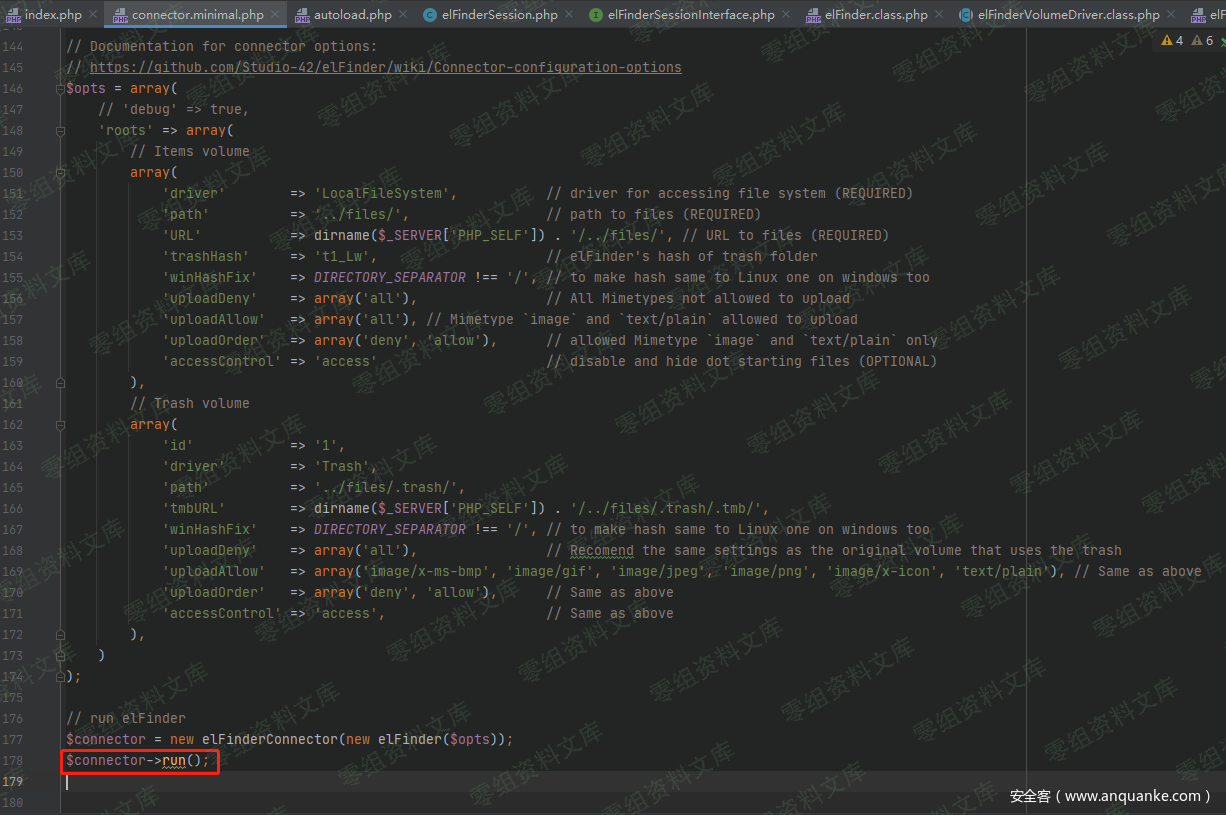 index.php connector.minimal.php autoload.php elFinderSession.php elFinderSessionInterface.php elFinder.class.php elFinderVolumeDriver.class.php elF
4 6
144 // Documentation for connector options:
145 // https://github.com/Studio-42/elFinder/wiki/Connector-configuration-options
146 $opts = array(
147 // 'debug' => true,
148 'roots' => array(
149 // Items volume
150 array(
151 'driver' => 'LocalFileSystem', // driver for accessing file system (REQUIRED)
152 'path' => '../files/', // path to files (REQUIRED)
153 'URL' => dirname($_SERVER['PHP_SELF']) . '/../files/', // URL to files (REQUIRED)
154 'trashHash' => 't1_Lw', // elFinder's hash of trash folder
155 'winHashFix' => DIRECTORY_SEPARATOR !== '/', // to make hash same to Linux one on windows too
156 'uploadDeny' => array('all'), // All Mimetypes not allowed to upload
157 'uploadAllow' => array('all'), // Mimetype `image` and `text/plain` allowed to upload
158 'uploadOrder' => array('deny', 'allow'), // allowed Mimetype `image` and `text/plain` only
159 'accessControl' => 'access' // disable and hide dot starting files (OPTIONAL)
160 ),
161 // Trash volume
162 array(
163 'id' => '1',
164 'driver' => 'Trash',
165 'path' => '../files/.trash/',
166 'tmbURL' => dirname($_SERVER['PHP_SELF']) . '/../files/.trash/.tmb/',
167 'winHashFix' => DIRECTORY_SEPARATOR !== '/', // to make hash same to Linux one on windows too
168 'uploadDeny' => array('all'), // Recomend the same settings as the original volume that uses the trash
169 'uploadAllow' => array('image/x-ms-bmp', 'image/gif', 'image/jpeg', 'image/png', 'image/x-icon', 'text/plain'), // Same as above
170 'uploadOrder' => array('deny', 'allow'), // Same as above
171 'accessControl' => 'access', // Same as above
172 ),
173 )
174 );
175
176 // run elFinder
177 $connector = new elFinderConnector(new elFinder($opts));
178 $connector->run();
179
180
零组资料文库
安全客（www.anquanke.com）